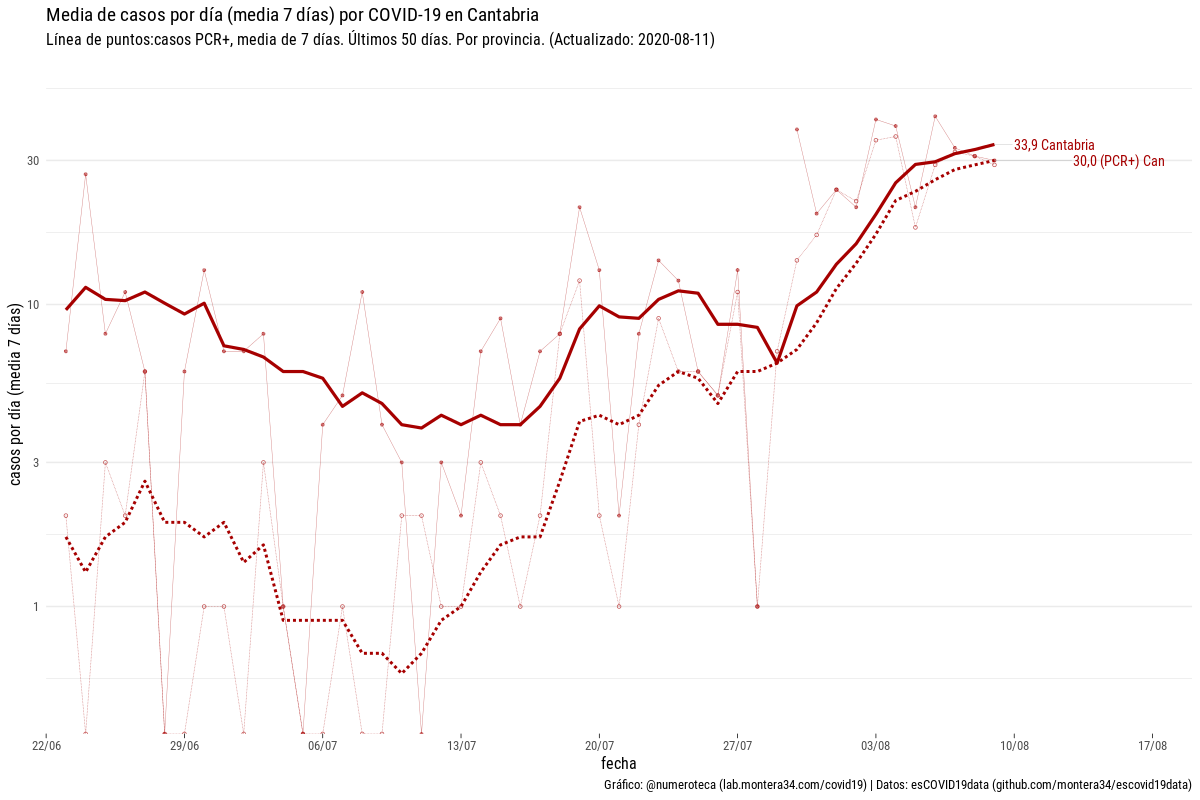 Media de casos por día (media 7 días) por COVID-19 en Cantabria
Línea de puntos:casos PCR+, media de 7 días. Últimos 50 días. Por provincia. (Actualizado: 2020-08-11)
casos por día (media 7 días)
30
10
3
1
33,9 Cantabria
30,0 (PCR+) Can
22/06
29/06
06/07
13/07
20/07
27/07
03/08
10/08
17/08
fecha
Gráfico: @numeroteca (lab.montera34.com/covid19) | Datos: esCOVID19data (github.com/montera34/escovid19data)